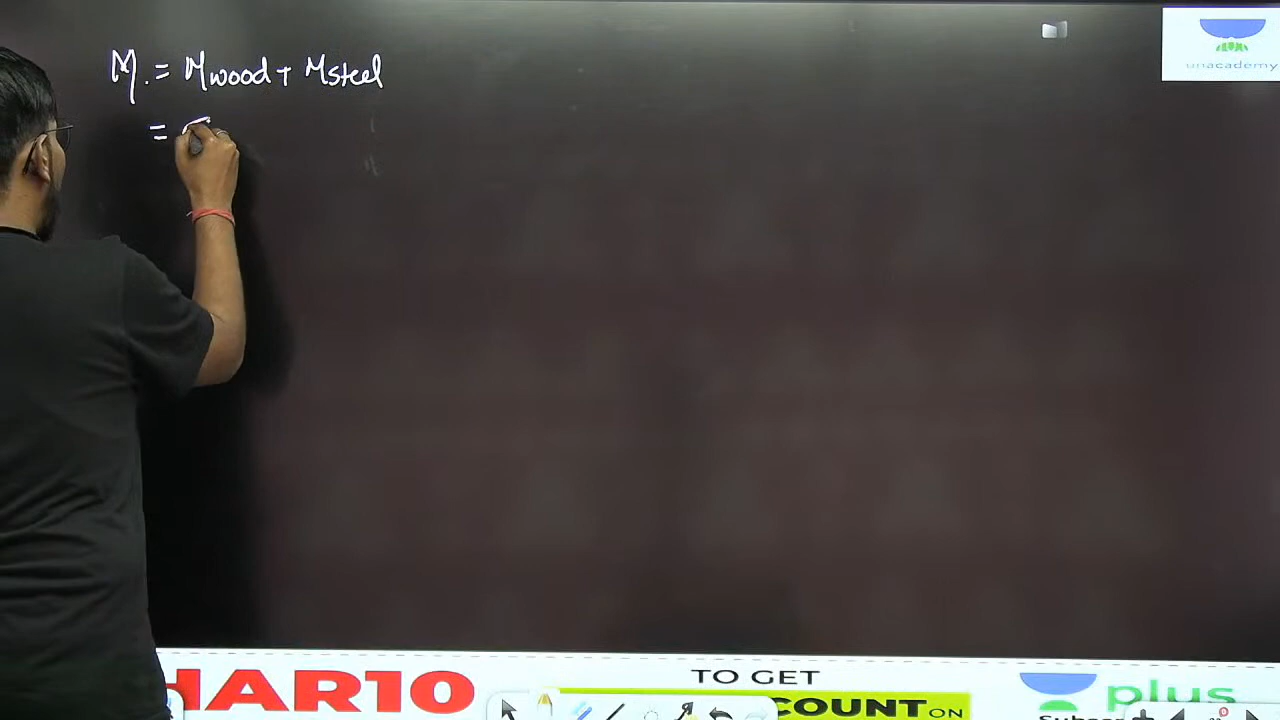 M. = Mwood + Msteel
= σ
unacademy
HAR10
TO GET
COUNT ON
plus